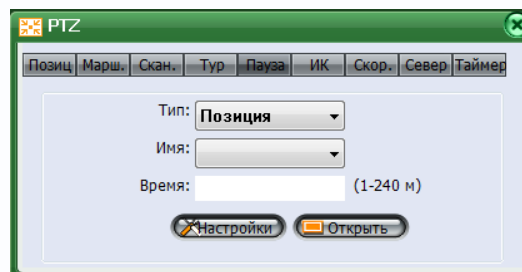 PTZ
Позиц Марш. Скан. Тур Пауза ИК Скор. Север Таймер
Тип: Позиция
Имя:
Время: (1-240 м)
Настройки Открыть